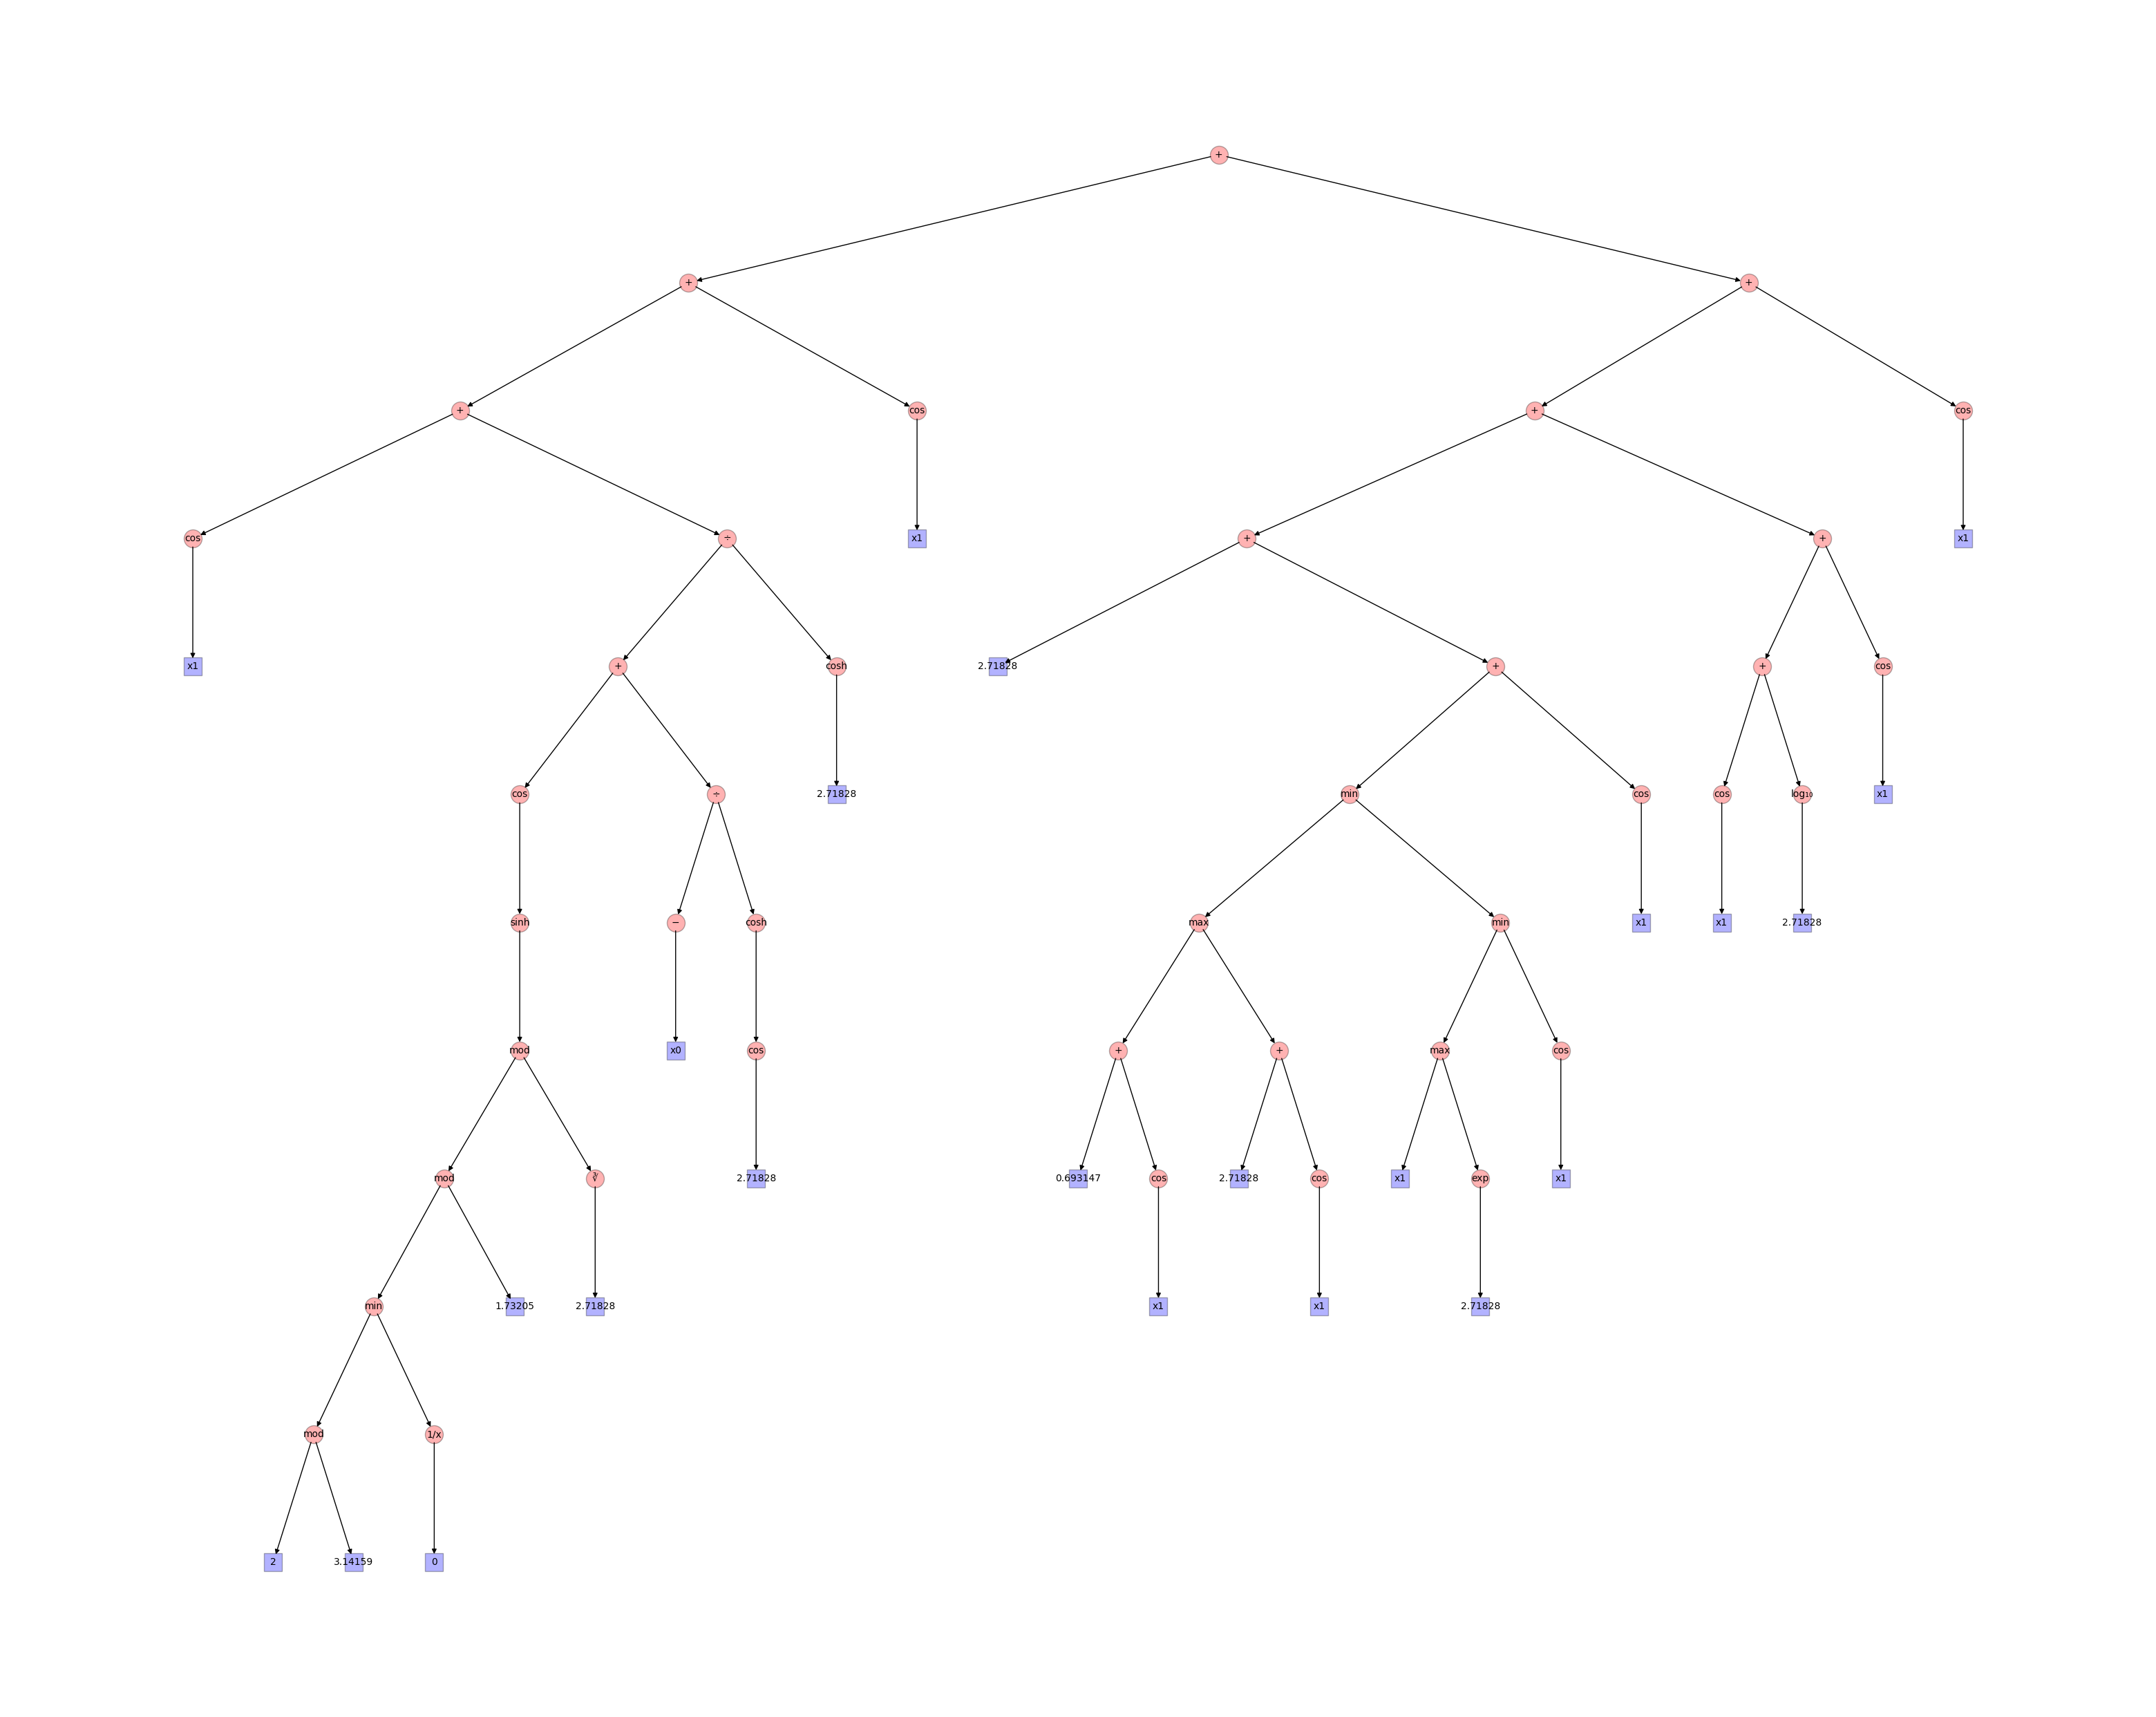 +
+ +
+ cos + cos
cos ÷ x1 + + x1
x1 + cosh 2.71828 + + cos
cos ÷ 2.71828 min cos cos log₁₀ x1
sinh − cosh max min x1 x1 2.71828
mod x0 cos + + max cos
mod ∛ 2.71828 0.693147 cos 2.71828 cos x1 exp x1
min 1.73205 2.71828 x1 x1 2.71828
mod 1/x
2 3.14159 0